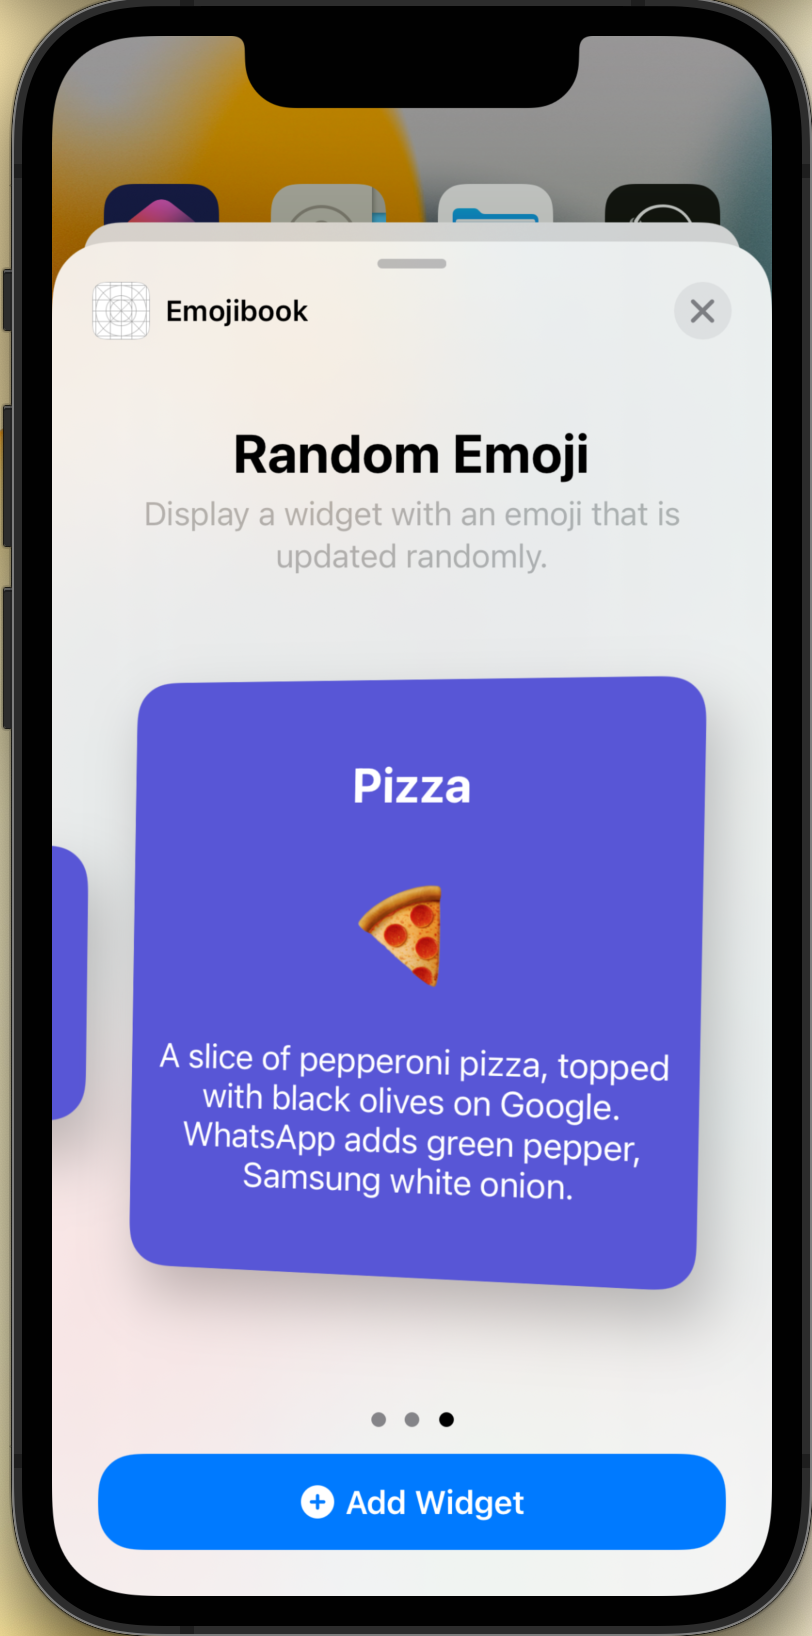 Emojibook
Random Emoji
Display a widget with an emoji that is
updated randomly.
Pizza
A slice of pepperoni pizza, topped
with black olives on Google.
WhatsApp adds green pepper,
Samsung white onion.
Add Widget